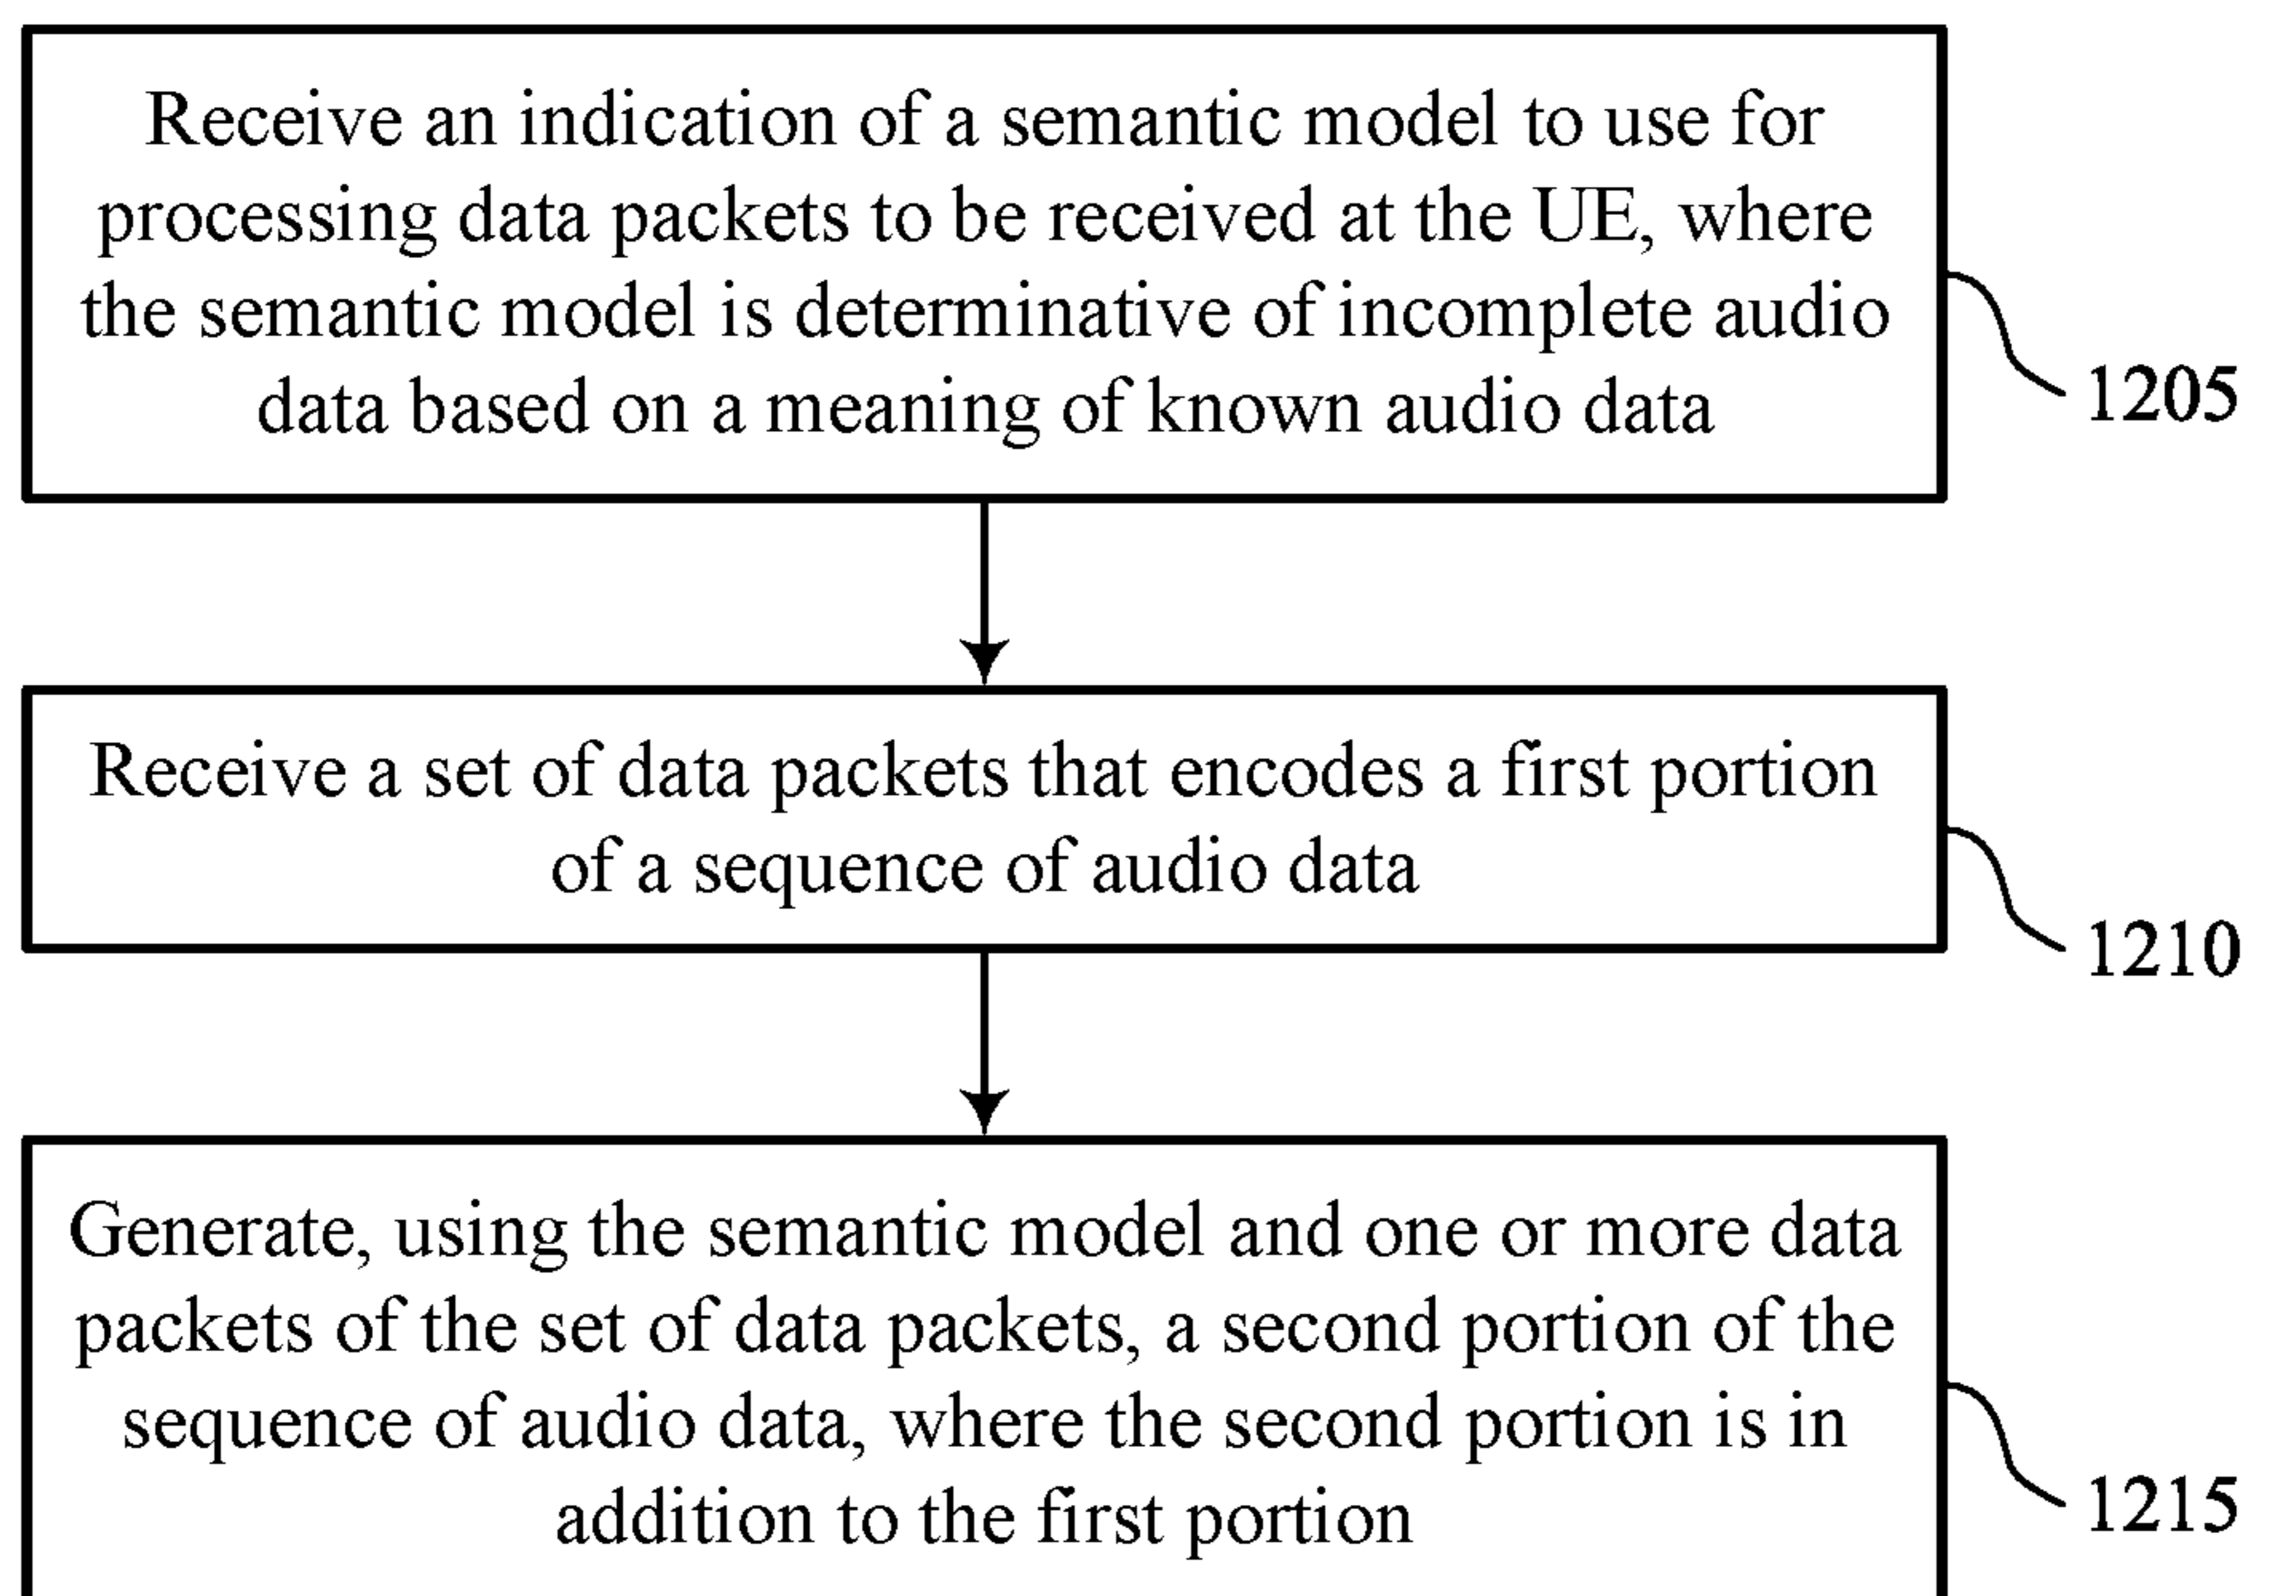 Receive an indication of a semantic model to use for
processing data packets to be received at the UE, where
the semantic model is determinative of incomplete audio
data based on a meaning of known audio data
1205
Receive a set of data packets that encodes a first portion
of a sequence of audio data
1210
Generate, using the semantic model and one or more data
packets of the set of data packets, a second portion of the
sequence of audio data, where the second portion is in
addition to the first portion
1215